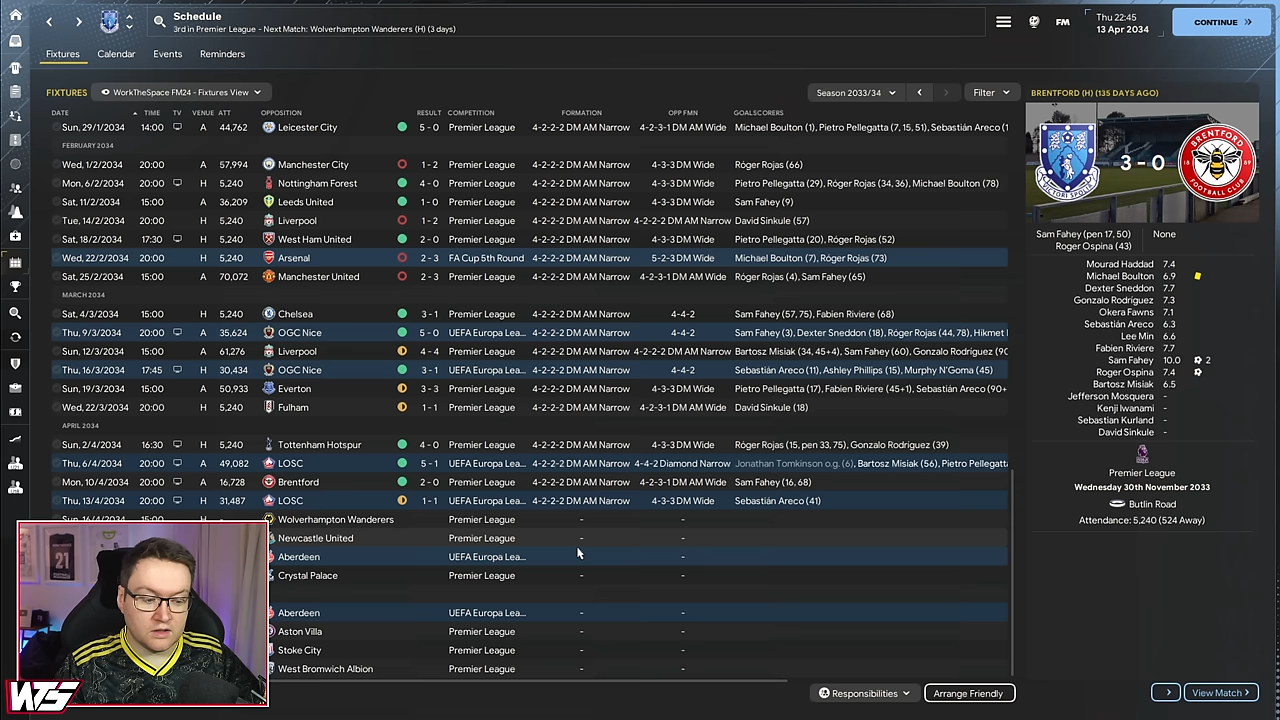 Schedule
3rd in Premier League - Next Match: Wolverhampton Wanderers (H) (3 days)
FM
Thu 22:45
13 Apr 2034
CONTINUE
Fixtures Calendar Events Reminders
FIXTURES WorkTheSpace FM24 - Fixtures View Season 2033/34 Filter
DATE TIME TV VENUE ATT OPPOSITION RESULT COMPETITION FORMATION OPP FMN GOALSCORERS
Sun, 29/1/2034 14:00 A 44,762 Leicester City 5 - 0 Premier League 4-2-2-2 DM AM Narrow 4-2-3-1 DM AM Wide Michael Boulton (1), Pietro Pellegatta (7, 15, 51), Sebastián Areco (1
FEBRUARY 2034
Wed, 1/2/2034 20:00 A 57,994 Manchester City 1 - 2 Premier League 4-2-2-2 DM AM Narrow 4-3-3 DM Wide Róger Rojas (66)
Mon, 6/2/2034 20:00 H 5,240 Nottingham Forest 4 - 0 Premier League 4-2-2-2 DM AM Narrow 4-3-3 DM Wide Pietro Pellegatta (29), Róger Rojas (34, 36), Michael Boulton (78)
Sat, 11/2/2034 15:00 A 36,209 Leeds United 1 - 0 Premier League 4-2-2-2 DM AM Narrow 4-3-3 DM Wide Sam Fahey (9)
Tue, 14/2/2034 20:00 H 5,240 Liverpool 1 - 2 Premier League 4-2-2-2 DM AM Narrow 4-2-2-2 DM AM Narrow David Sinkule (57)
Sat, 18/2/2034 17:30 H 5,240 West Ham United 2 - 0 Premier League 4-2-2-2 DM AM Narrow 4-3-3 DM Wide Pietro Pellegatta (20), Róger Rojas (52)
Wed, 22/2/2034 20:00 H 5,240 Arsenal 2 - 3 FA Cup 5th Round 4-2-2-2 DM AM Narrow 5-2-3 DM Wide Michael Boulton (7), Róger Rojas (73)
Sat, 25/2/2034 15:00 A 70,072 Manchester United 2 - 3 Premier League 4-2-2-2 DM AM Narrow 4-2-3-1 DM AM Wide Róger Rojas (4), Sam Fahey (65)
MARCH 2034
Sat, 4/3/2034 15:00 H 5,240 Chelsea 3 - 1 Premier League 4-2-2-2 DM AM Narrow 4-4-2 Sam Fahey (57, 75), Fabien Riviere (68)
Thu, 9/3/2034 20:00 A 35,624 OGC Nice 5 - 0 UEFA Europa Lea... 4-2-2-2 DM AM Narrow 4-4-2 Sam Fahey (3), Dexter Sneddon (18), Róger Rojas (44, 78), Hikmet
Sun, 12/3/2034 15:00 A 61,276 Liverpool 4 - 4 Premier League 4-2-2-2 DM AM Narrow 4-2-2-2 DM AM Narrow Bartosz Misiak (34, 45+4), Sam Fahey (60), Gonzalo Rodríguez (90
Thu, 16/3/2034 17:45 H 30,434 OGC Nice 3 - 1 UEFA Europa Lea... 4-2-2-2 DM AM Narrow 4-4-2 Sebastián Areco (11), Ashley Phillips (15), Murphy N'Goma (45)
Sun, 19/3/2034 15:00 A 50,933 Everton 3 - 3 Premier League 4-2-2-2 DM AM Narrow 4-2-3-1 DM AM Wide Pietro Pellegatta (17), Fabien Riviere (45+1), Sebastián Areco (90+
Wed, 22/3/2034 20:00 H 5,240 Fulham 1 - 1 Premier League 4-2-2-2 DM AM Narrow 4-2-3-1 DM AM Wide David Sinkule (18)
APRIL 2034
Sun, 2/4/2034 16:30 H 5,240 Tottenham Hotspur 4 - 0 Premier League 4-2-2-2 DM AM Narrow 4-3-3 DM Wide Róger Rojas (15, pen 33, 75), Gonzalo Rodríguez (39)
Thu, 6/4/2034 20:00 A 49,082 LOSC 5 - 1 UEFA Europa Lea... 4-2-2-2 DM AM Narrow 4-4-2 Diamond Narrow Jonathan Tomkinson o.g. (6), Bartosz Misiak (56), Pietro Pellegatta
Mon, 10/4/2034 20:00 A 16,728 Brentford 2 - 0 Premier League 4-2-2-2 DM AM Narrow 4-2-3-1 DM AM Wide Sam Fahey (16, 68)
Thu, 13/4/2034 20:00 H 31,487 LOSC 1 - 1 UEFA Europa Lea... 4-2-2-2 DM AM Narrow 4-3-3 DM Wide Sebastián Areco (41)
Sun, 16/4/2034 15:00 H - Wolverhampton Wanderers Premier League - -
Newcastle United Premier League - -
Aberdeen UEFA Europa Lea... - -
Crystal Palace Premier League - -
Aberdeen UEFA Europa Lea... - -
Aston Villa Premier League - -
Stoke City Premier League - -
West Bromwich Albion Premier League - -
Responsibilities Arrange Friendly
BRENTFORD (H) (135 DAYS AGO)
3 - 0
BRENTFORD
FOOTBALL CLUB
18 89
Sam Fahey (pen 17, 50) None
Roger Ospina (43)
Mourad Haddad 7.4
Michael Boulton 6.9
Dexter Sneddon 7.7
Gonzalo Rodríguez 7.3
Okera Fawns 7.1
Sebastián Areco 6.3
Lee Min 6.6
Fabien Riviere 7.7
Sam Fahey 10.0 2
Roger Ospina 7.4
Bartosz Misiak 6.5
Jefferson Mosquera -
Kenji Iwanami -
Sebastian Kurland -
David Sinkule -
Premier League
Wednesday 30th November 2033
Butlin Road
Attendance: 5,240 (524 Away)
View Match
21
WTS